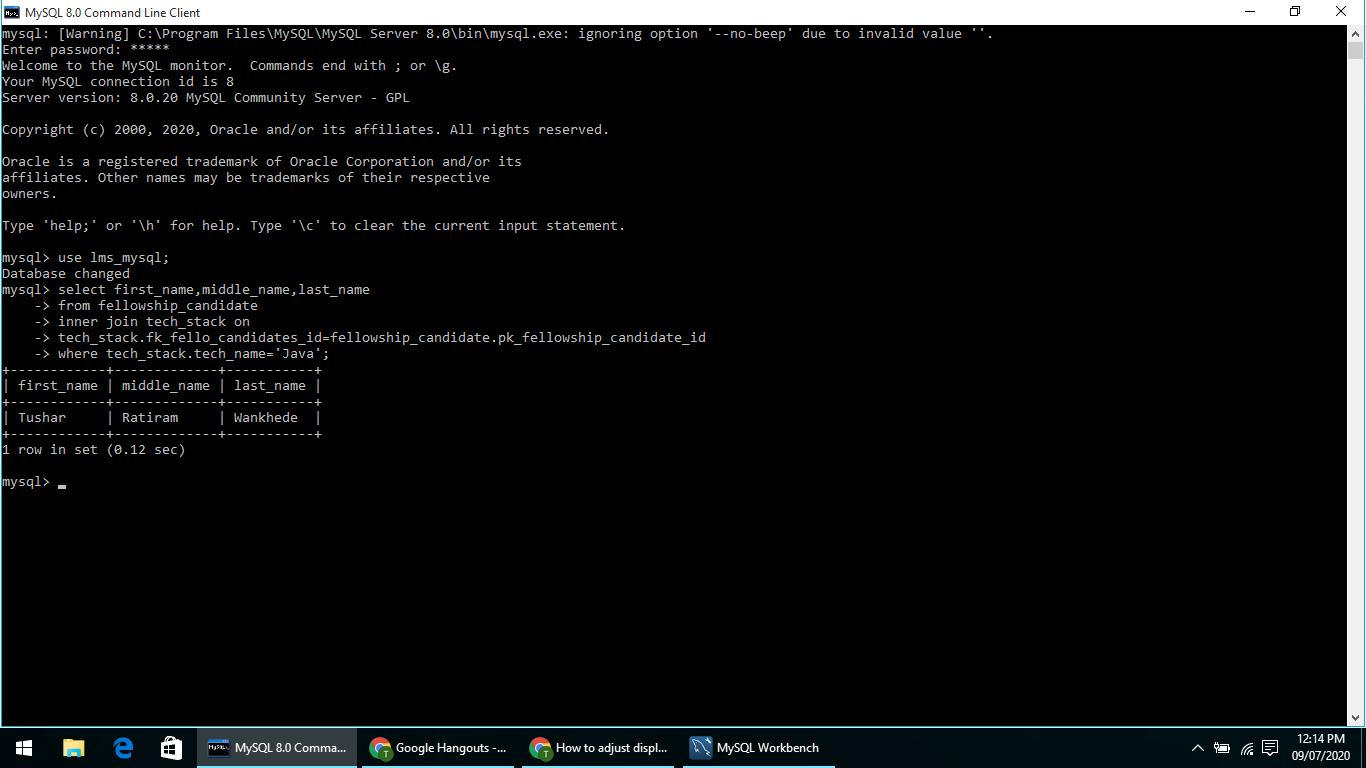 MySQL 8.0 Command Line Client
mysql: [Warning] C:\Program Files\MySQL\MySQL Server 8.0\bin\mysql.exe: ignoring option '--no-beep' due to invalid value ''.
Enter password: *****
Welcome to the MySQL monitor.  Commands end with ; or \g.
Your MySQL connection id is 8
Server version: 8.0.20 MySQL Community Server - GPL
Copyright (c) 2000, 2020, Oracle and/or its affiliates. All rights reserved.
Oracle is a registered trademark of Oracle Corporation and/or its
affiliates. Other names may be trademarks of their respective
owners.
Type 'help;' or '\h' for help. Type '\c' to clear the current input statement.
mysql> use lms_mysql;
Database changed
mysql> select first_name,middle_name,last_name
    -> from fellowship_candidate
    -> inner join tech_stack on
    -> tech_stack.fk_fello_candidates_id=fellowship_candidate.pk_fellowship_candidate_id
    -> where tech_stack.tech_name='Java';
+------------+-------------+-----------+
| first_name | middle_name | last_name |
+------------+-------------+-----------+
| Tushar     | Ratiram     | Wankhede  |
+------------+-------------+-----------+
1 row in set (0.12 sec)
mysql> _
MySQL 8.0 Comma...
Google Hangouts -...
How to adjust displ...
MySQL Workbench
12:14 PM
09/07/2020